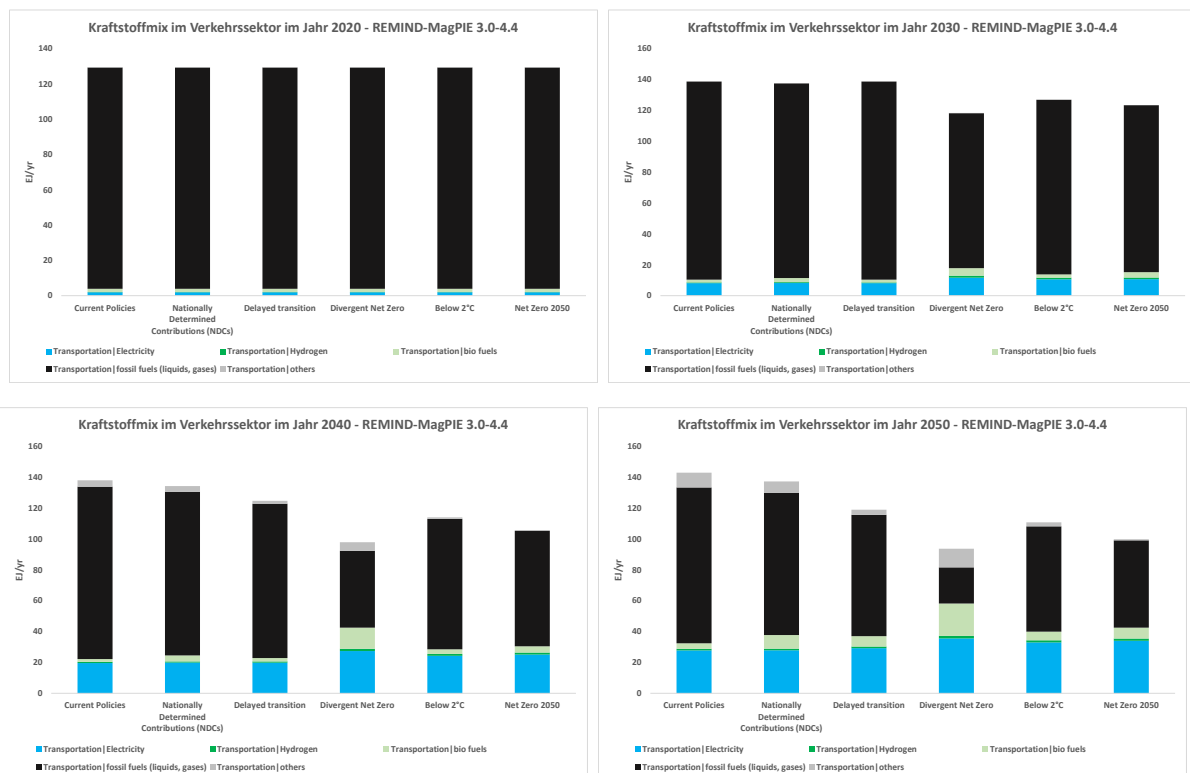 Kraftstoffmix im Verkehrssektor im Jahr 2020 - REMIND-MagPIE 3.0-4.4
140
120
100
80
60
40
20
0
EJ/yr
Current Policies
Nationally
Determined
Contributions (NDCs)
Delayed transition
Divergent Net Zero
Below 2°C
Net Zero 2050
Transportation|Electricity
Transportation|Hydrogen
Transportation|bio fuels
Transportation|fossil fuels (liquids, gases)
Transportation|others
Kraftstoffmix im Verkehrssektor im Jahr 2030 - REMIND-MagPIE 3.0-4.4
160
140
120
100
80
60
40
20
0
EJ/yr
Current Policies
Nationally
Determined
Contributions (NDCs)
Delayed transition
Divergent Net Zero
Below 2°C
Net Zero 2050
Transportation|Electricity
Transportation|Hydrogen
Transportation|bio fuels
Transportation|fossil fuels (liquids, gases)
Transportation|others
Kraftstoffmix im Verkehrssektor im Jahr 2040 - REMIND-MagPIE 3.0-4.4
160
140
120
100
80
60
40
20
0
EJ/yr
Current Policies
Nationally
Determined
Contributions (NDCs)
Delayed transition
Divergent Net Zero
Below 2°C
Net Zero 2050
Transportation|Electricity
Transportation|Hydrogen
Transportation|bio fuels
Transportation|fossil fuels (liquids, gases)
Transportation|others
Kraftstoffmix im Verkehrssektor im Jahr 2050 - REMIND-MagPIE 3.0-4.4
160
140
120
100
80
60
40
20
0
EJ/yr
Current Policies
Nationally
Determined
Contributions (NDCs)
Delayed transition
Divergent Net Zero
Below 2°C
Net Zero 2050
Transportation|Electricity
Transportation|Hydrogen
Transportation|bio fuels
Transportation|fossil fuels (liquids, gases)
Transportation|others